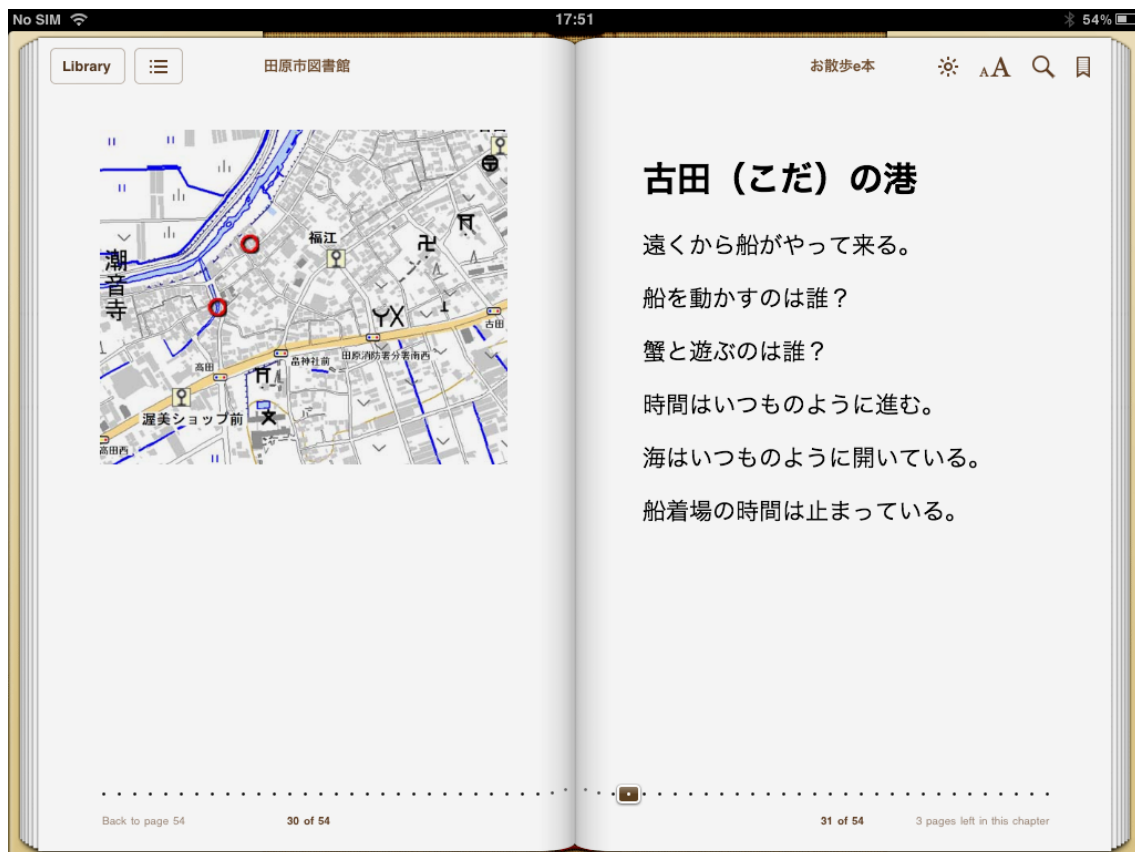 No SIM 17:51 54%
Library 田原市図書館 お散歩e本 AA
福江
潮音寺
古田
畠神社前 田原消防署分署南西
高田
渥美ショップ前
高田西
古田（こだ）の港
遠くから船がやって来る。
船を動かすのは誰？
蟹と遊ぶのは誰？
時間はいつものように進む。
海はいつものように開いている。
船着場の時間は止まっている。
Back to page 54 30 of 54 31 of 54 3 pages left in this chapter